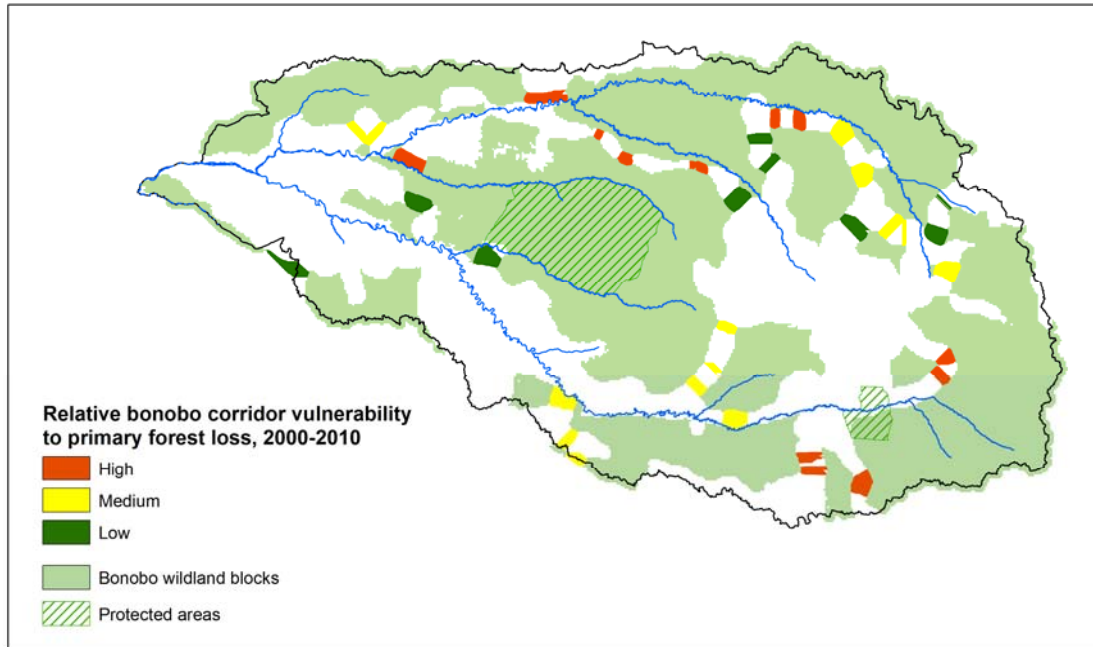 Relative bonobo corridor vulnerability
to primary forest loss, 2000-2010
High
Medium
Low
Bonobo wildland blocks
Protected areas